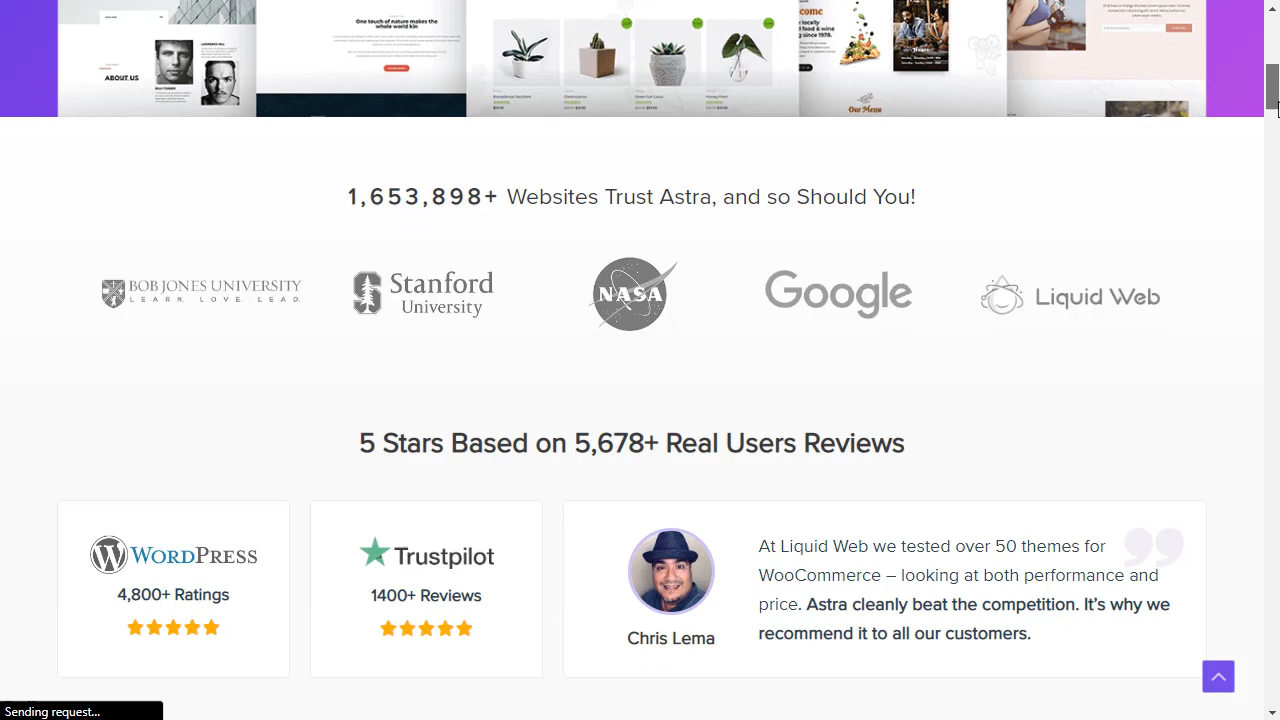 One touch of nature makes the
whole world kin
ABOUT US
LAWRENCE HILL
BILLY TURNER
Our Menu
1,653,898+ Websites Trust Astra, and so Should You!
BOB JONES UNIVERSITY
LEARN. LOVE. LEAD.
Stanford
University
NASA
Google
Liquid Web
5 Stars Based on 5,678+ Real Users Reviews
WORDPRESS
4,800+ Ratings
Trustpilot
1400+ Reviews
Chris Lema
At Liquid Web we tested over 50 themes for
WooCommerce – looking at both performance and
price. Astra cleanly beat the competition. It’s why we
recommend it to all our customers.
Sending request...